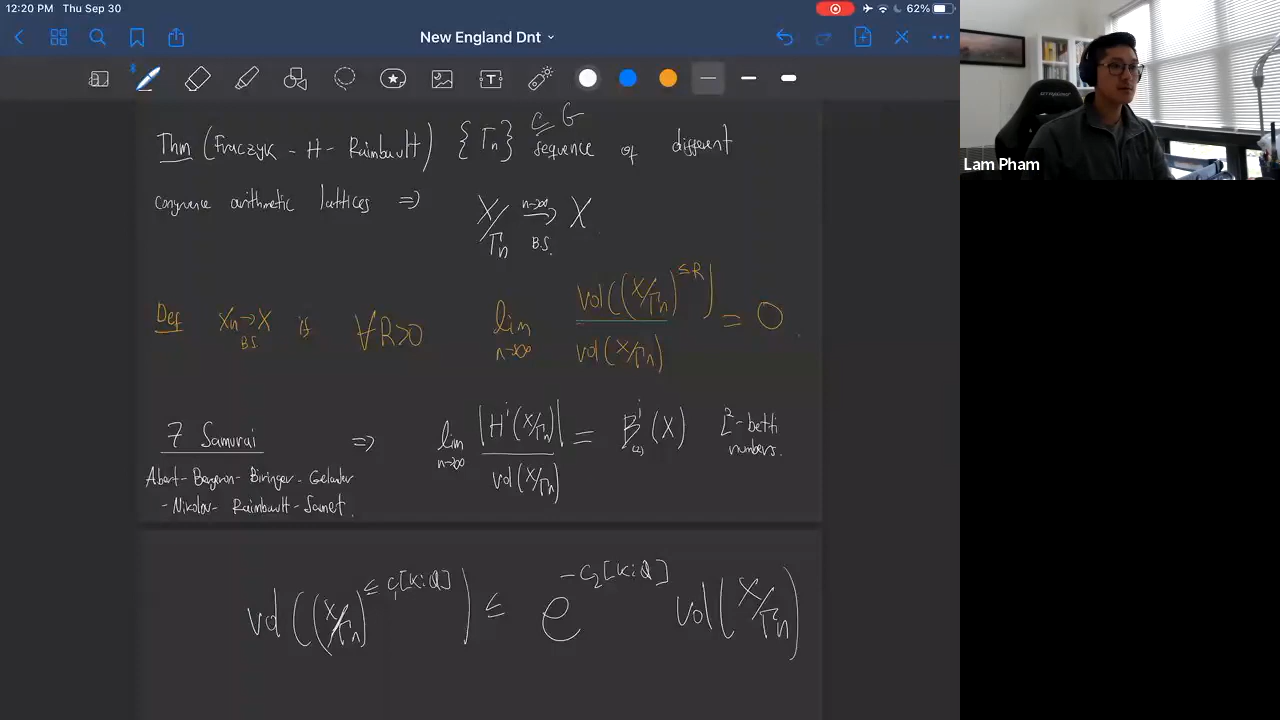 12:20 PM Thu Sep 30 62%
New England Dnt
Lam Pham
Thm (Fraczyk - H - Raimbault) {Γn} ⊆ G sequence of different
congruence arithmetic lattices ⇒ X/Γn →(n→∞, B.S.) X
Def Xn → X (B.S) if ∀R>0 lim n→∞ vol((X/Γn)^≤R) / vol(X/Γn) = 0.
7 Samurai ⇒ lim n→∞ |H^i(X/Γn)| / vol(X/Γn) = B^i_(2)(X) L²-betti numbers.
Abert-Bergeron-Biringer-Gelander
-Nikolov-Raimbault-Samet.
vol((X/Γn)^≤c₁[K:Q]) ≤ e^-c₂[K:Q] vol(X/Γn)